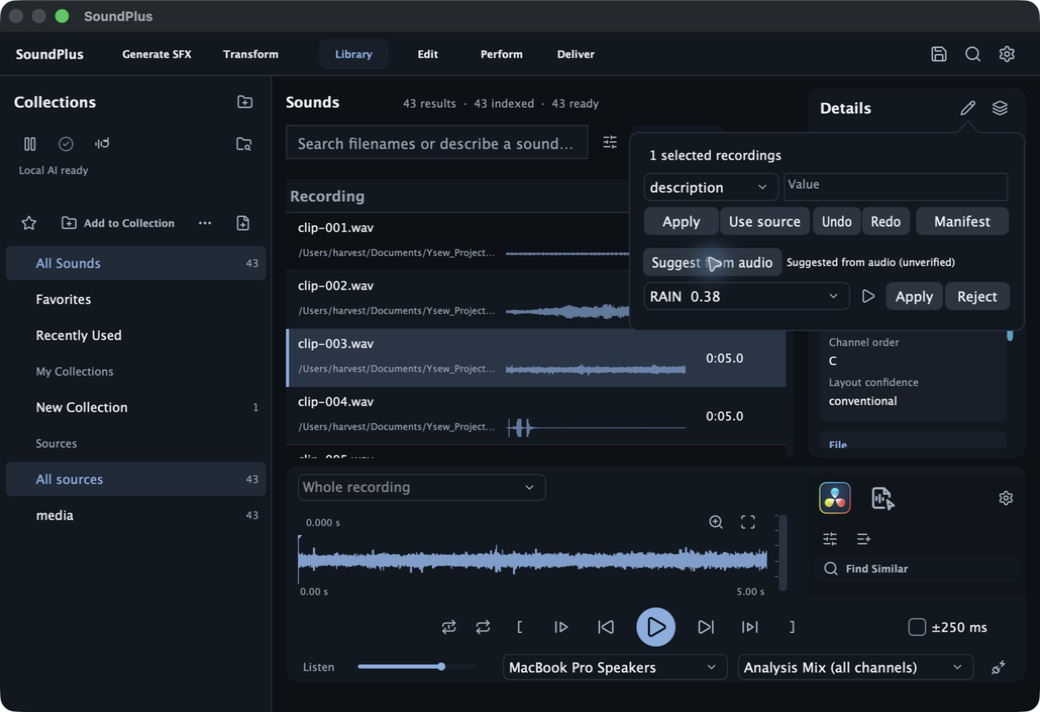 SoundPlus
SoundPlus
Generate SFX
Transform
Library
Edit
Perform
Deliver
Collections
Local AI ready
Add to Collection
All Sounds 43
Favorites
Recently Used
My Collections
New Collection 1
Sources
All sources 43
media 43
Sounds
43 results · 43 indexed · 43 ready
Search filenames or describe a sound...
Recording
clip-001.wav
/Users/harvest/Documents/Ysew_Project...
clip-002.wav
/Users/harvest/Documents/Ysew_Project...
clip-003.wav
/Users/harvest/Documents/Ysew_Project...
0:05.0
clip-004.wav
/Users/harvest/Documents/Ysew_Project...
0:05.0
Details
1 selected recordings
description
Value
Apply
Use source
Undo
Redo
Manifest
Suggest from audio
Suggested from audio (unverified)
RAIN 0.38
Apply
Reject
Channel order
C
Layout confidence
conventional
File
Whole recording
0.000 s
0.00 s
5.00 s
[
]
±250 ms
Listen
MacBook Pro Speakers
Analysis Mix (all channels)
Find Similar